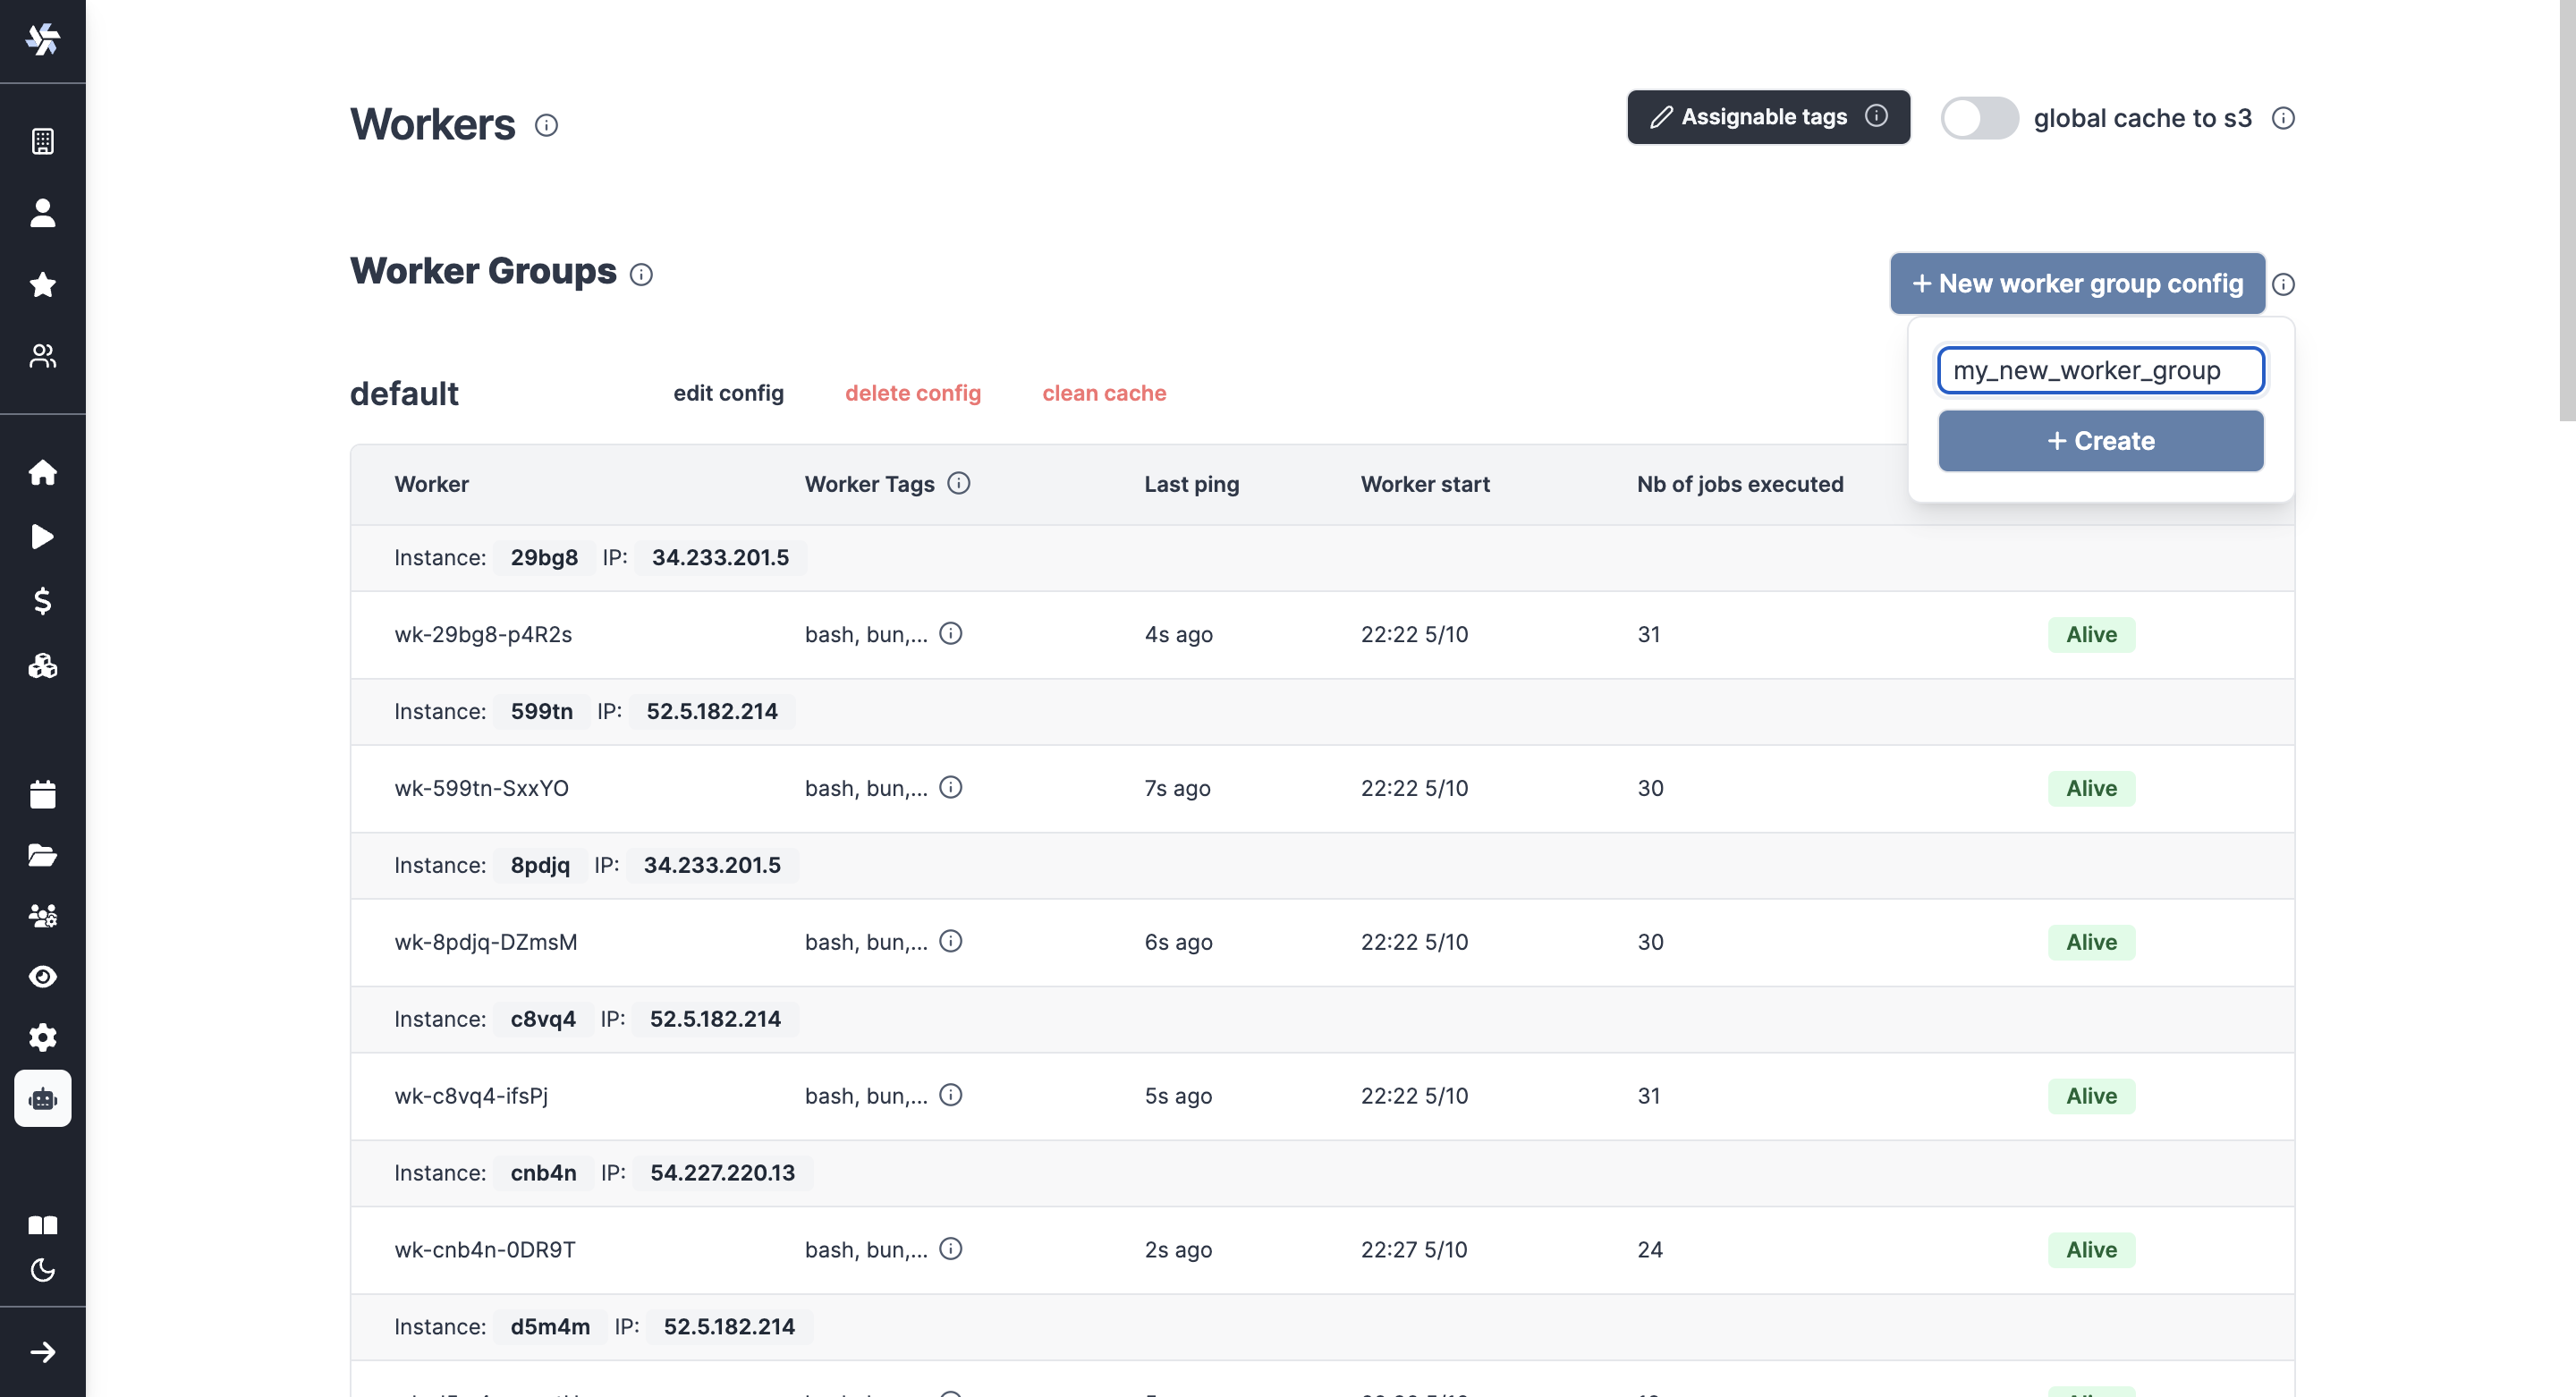 Workers
Assignable tags
global cache to s3
Worker Groups
+ New worker group config
my_new_worker_group
+ Create
default edit config delete config clean cache
Worker Worker Tags Last ping Worker start Nb of jobs executed
Instance: 29bg8 IP: 34.233.201.5
wk-29bg8-p4R2s bash, bun,... 4s ago 22:22 5/10 31 Alive
Instance: 599tn IP: 52.5.182.214
wk-599tn-SxxYO bash, bun,... 7s ago 22:22 5/10 30 Alive
Instance: 8pdjq IP: 34.233.201.5
wk-8pdjq-DZmsM bash, bun,... 6s ago 22:22 5/10 30 Alive
Instance: c8vq4 IP: 52.5.182.214
wk-c8vq4-ifsPj bash, bun,... 5s ago 22:22 5/10 31 Alive
Instance: cnb4n IP: 54.227.220.13
wk-cnb4n-0DR9T bash, bun,... 2s ago 22:27 5/10 24 Alive
Instance: d5m4m IP: 52.5.182.214